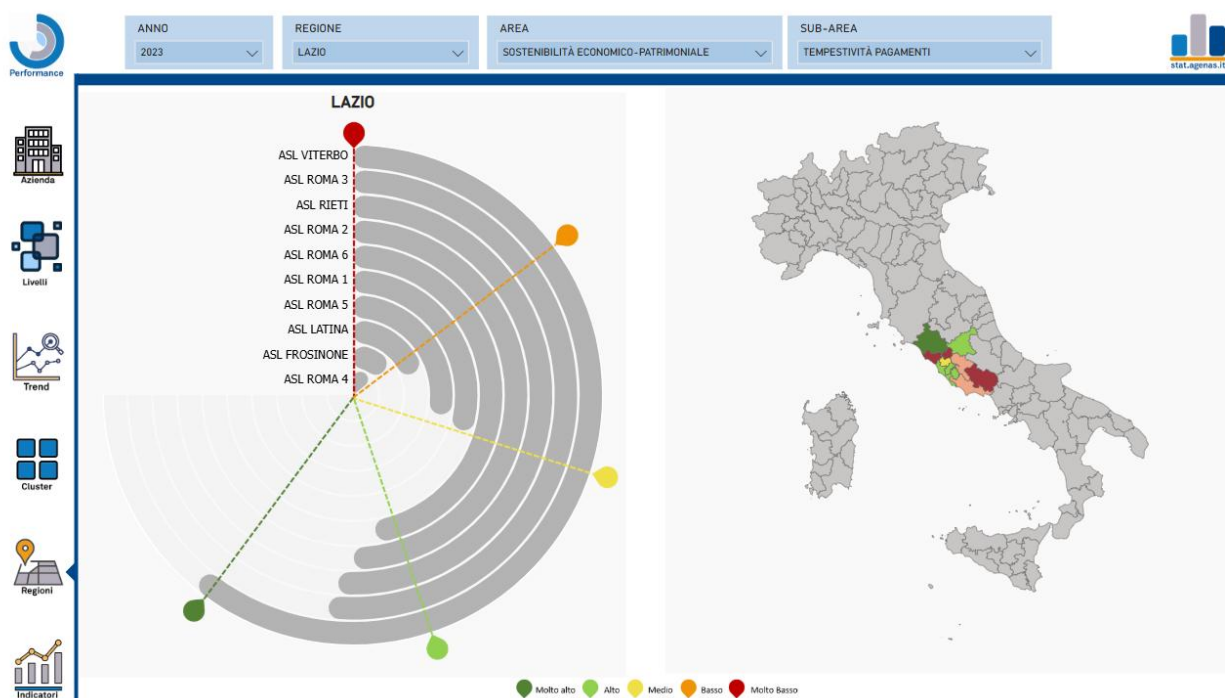 ANNO
2023
REGIONE
LAZIO
AREA
SOSTENIBILITÀ ECONOMICO-PATRIMONIALE
SUB-AREA
TEMPESTIVITÀ PAGAMENTI
Performance
stat.agenas.it
Azienda
Livelli
Trend
Cluster
Regioni
Indicatori
LAZIO
ASL VITERBO
ASL ROMA 3
ASL RIETI
ASL ROMA 2
ASL ROMA 6
ASL ROMA 1
ASL ROMA 5
ASL LATINA
ASL FROSINONE
ASL ROMA 4
Molto alto
Alto
Medio
Basso
Molto Basso